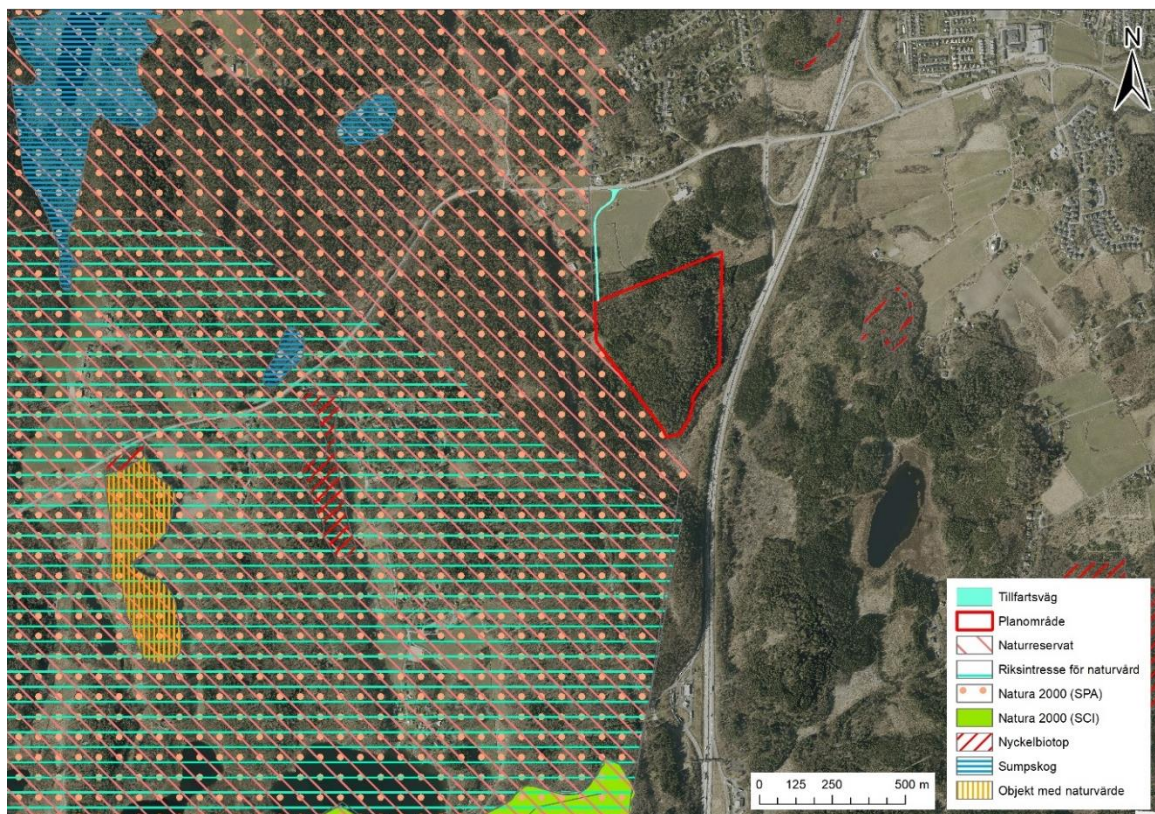 N
Tillfartsväg
Planområde
Naturreservat
Riksintresse för naturvård
Natura 2000 (SPA)
Natura 2000 (SCI)
Nyckelbiotop
Sumpskog
Objekt med naturvärde
0 125 250 500 m